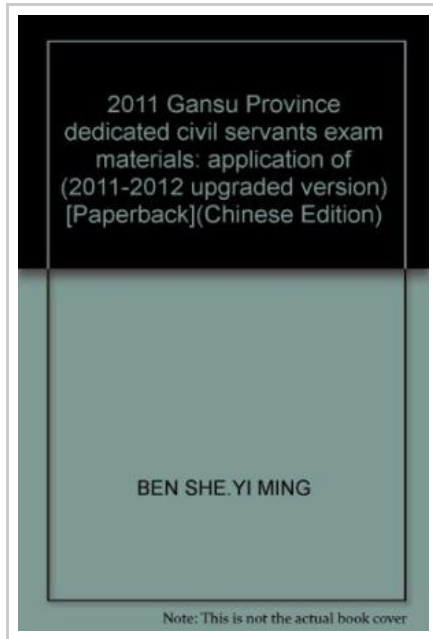 2011 Gansu Province
dedicated civil servants exam
materials: application of
(2011-2012 upgraded version)
[Paperback](Chinese Edition)
BEN SHE.YI MING
Note: This is not the actual book cover